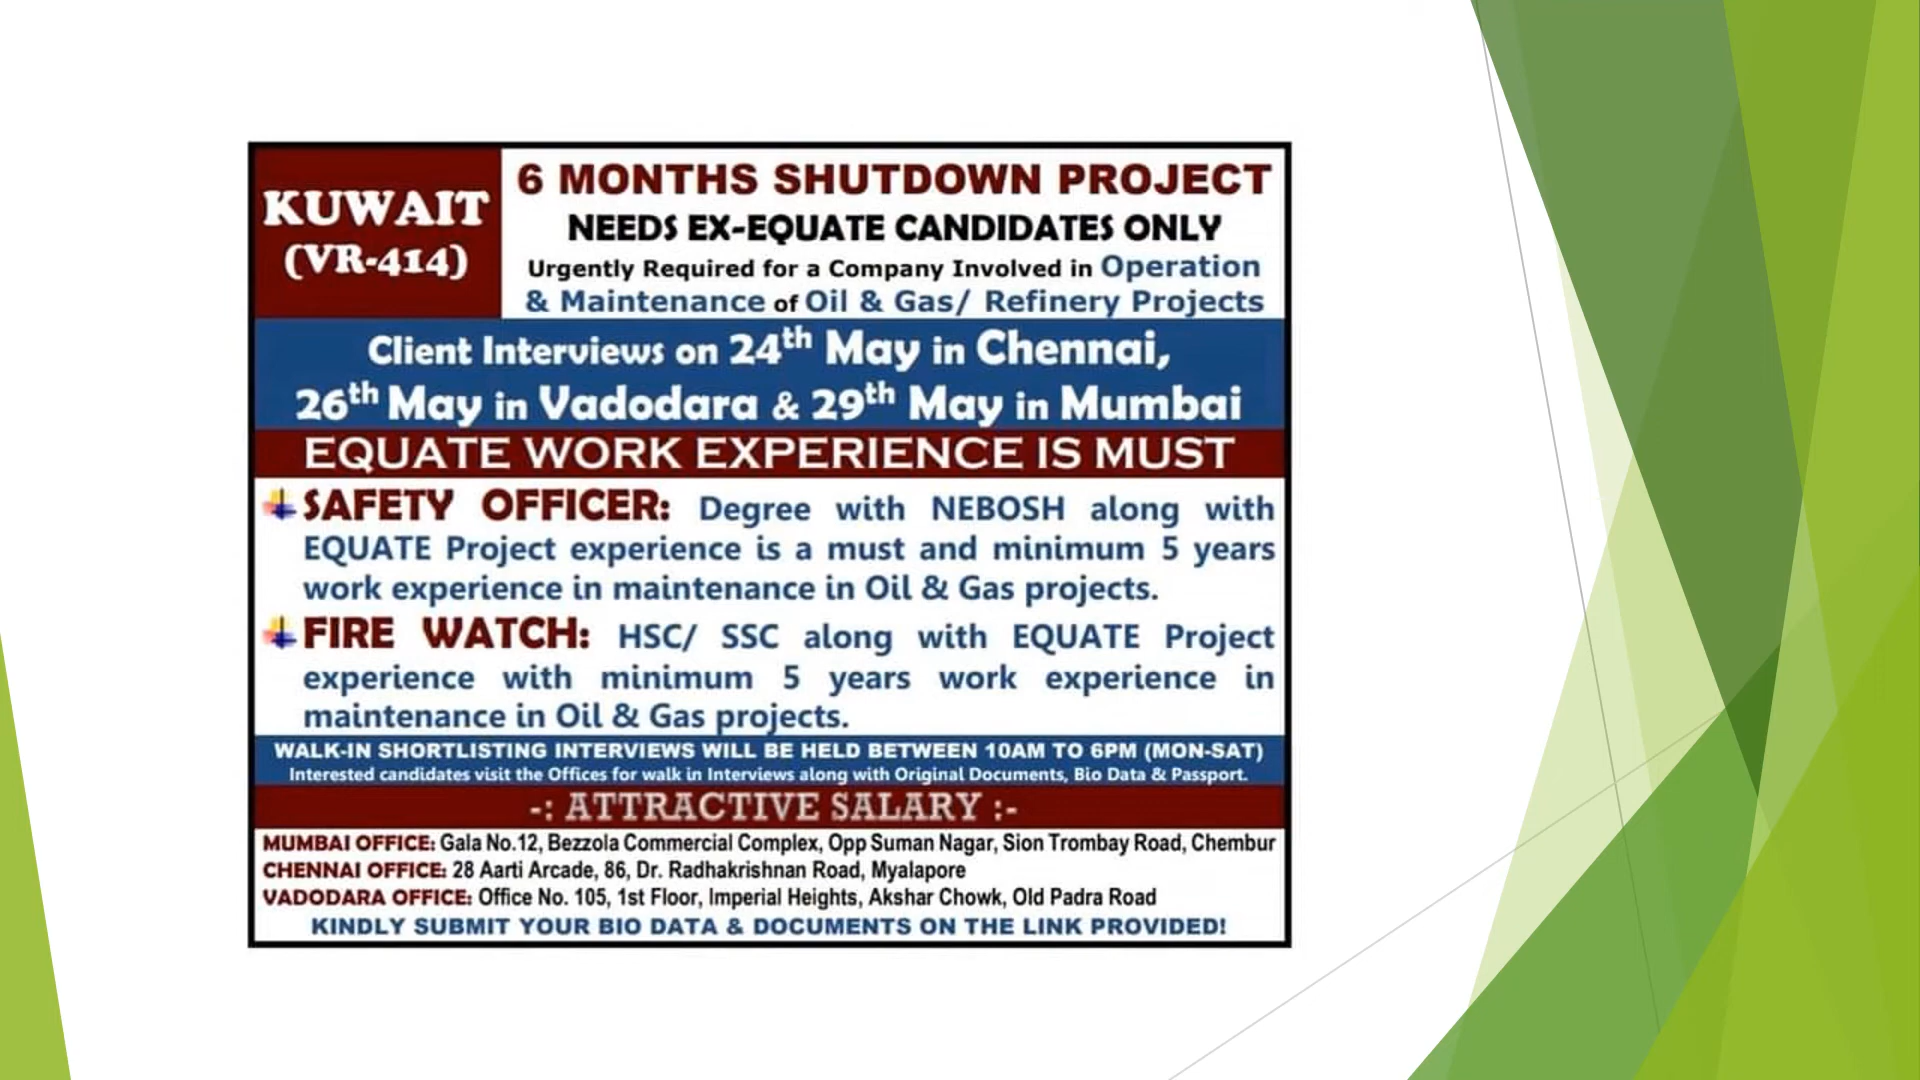 KUWAIT
(VR-414)
6 MONTHS SHUTDOWN PROJECT
NEEDS EX-EQUATE CANDIDATES ONLY
Urgently Required for a Company Involved in Operation
& Maintenance of Oil & Gas/ Refinery Projects
Client Interviews on 24th May in Chennai,
26th May in Vadodara & 29th May in Mumbai
EQUATE WORK EXPERIENCE IS MUST
SAFETY OFFICER: Degree with NEBOSH along with
EQUATE Project experience is a must and minimum 5 years
work experience in maintenance in Oil & Gas projects.
FIRE WATCH: HSC/ SSC along with EQUATE Project
experience with minimum 5 years work experience in
maintenance in Oil & Gas projects.
WALK-IN SHORTLISTING INTERVIEWS WILL BE HELD BETWEEN 10AM TO 6PM (MON-SAT)
Interested candidates visit the Offices for walk in Interviews along with Original Documents, Bio Data & Passport.
-: ATTRACTIVE SALARY :-
MUMBAI OFFICE: Gala No.12, Bezzola Commercial Complex, Opp Suman Nagar, Sion Trombay Road, Chembur
CHENNAI OFFICE: 28 Aarti Arcade, 86, Dr. Radhakrishnan Road, Myalapore
VADODARA OFFICE: Office No. 105, 1st Floor, Imperial Heights, Akshar Chowk, Old Padra Road
KINDLY SUBMIT YOUR BIO DATA & DOCUMENTS ON THE LINK PROVIDED!